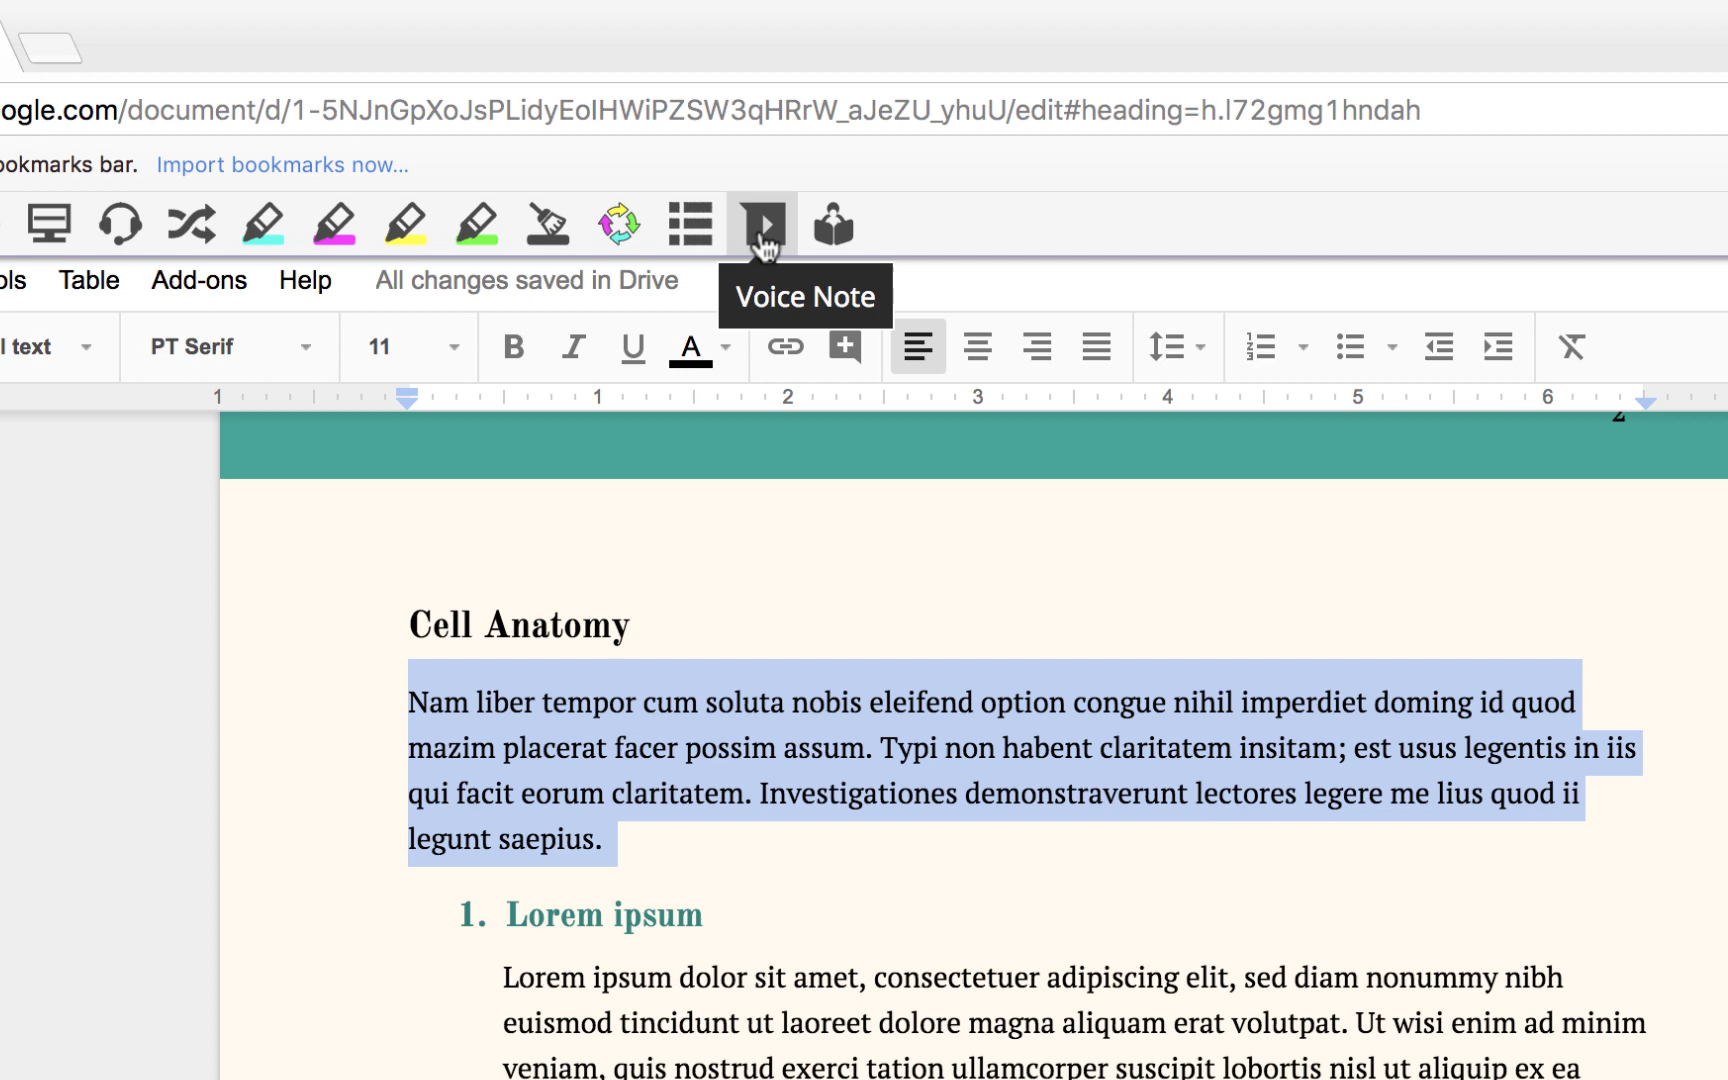 ogle.com/document/d/1-5NJnGpXoJsPLidyEoIHWiPZSW3qHRrW_aJeZU_yhuU/edit#heading=h.l72gmg1hndah
ookmarks bar. Import bookmarks now...
ols Table Add-ons Help All changes saved in Drive
Voice Note
l text PT Serif 11 B I U A
1 1 2 3 4 5 6
2
Cell Anatomy
Nam liber tempor cum soluta nobis eleifend option congue nihil imperdiet doming id quod
mazim placerat facer possim assum. Typi non habent claritatem insitam; est usus legentis in iis
qui facit eorum claritatem. Investigationes demonstraverunt lectores legere me lius quod ii
legunt saepius.
1. Lorem ipsum
Lorem ipsum dolor sit amet, consectetuer adipiscing elit, sed diam nonummy nibh
euismod tincidunt ut laoreet dolore magna aliquam erat volutpat. Ut wisi enim ad minim
veniam, quis nostrud exerci tation ullamcorper suscipit lobortis nisl ut aliquip ex ea